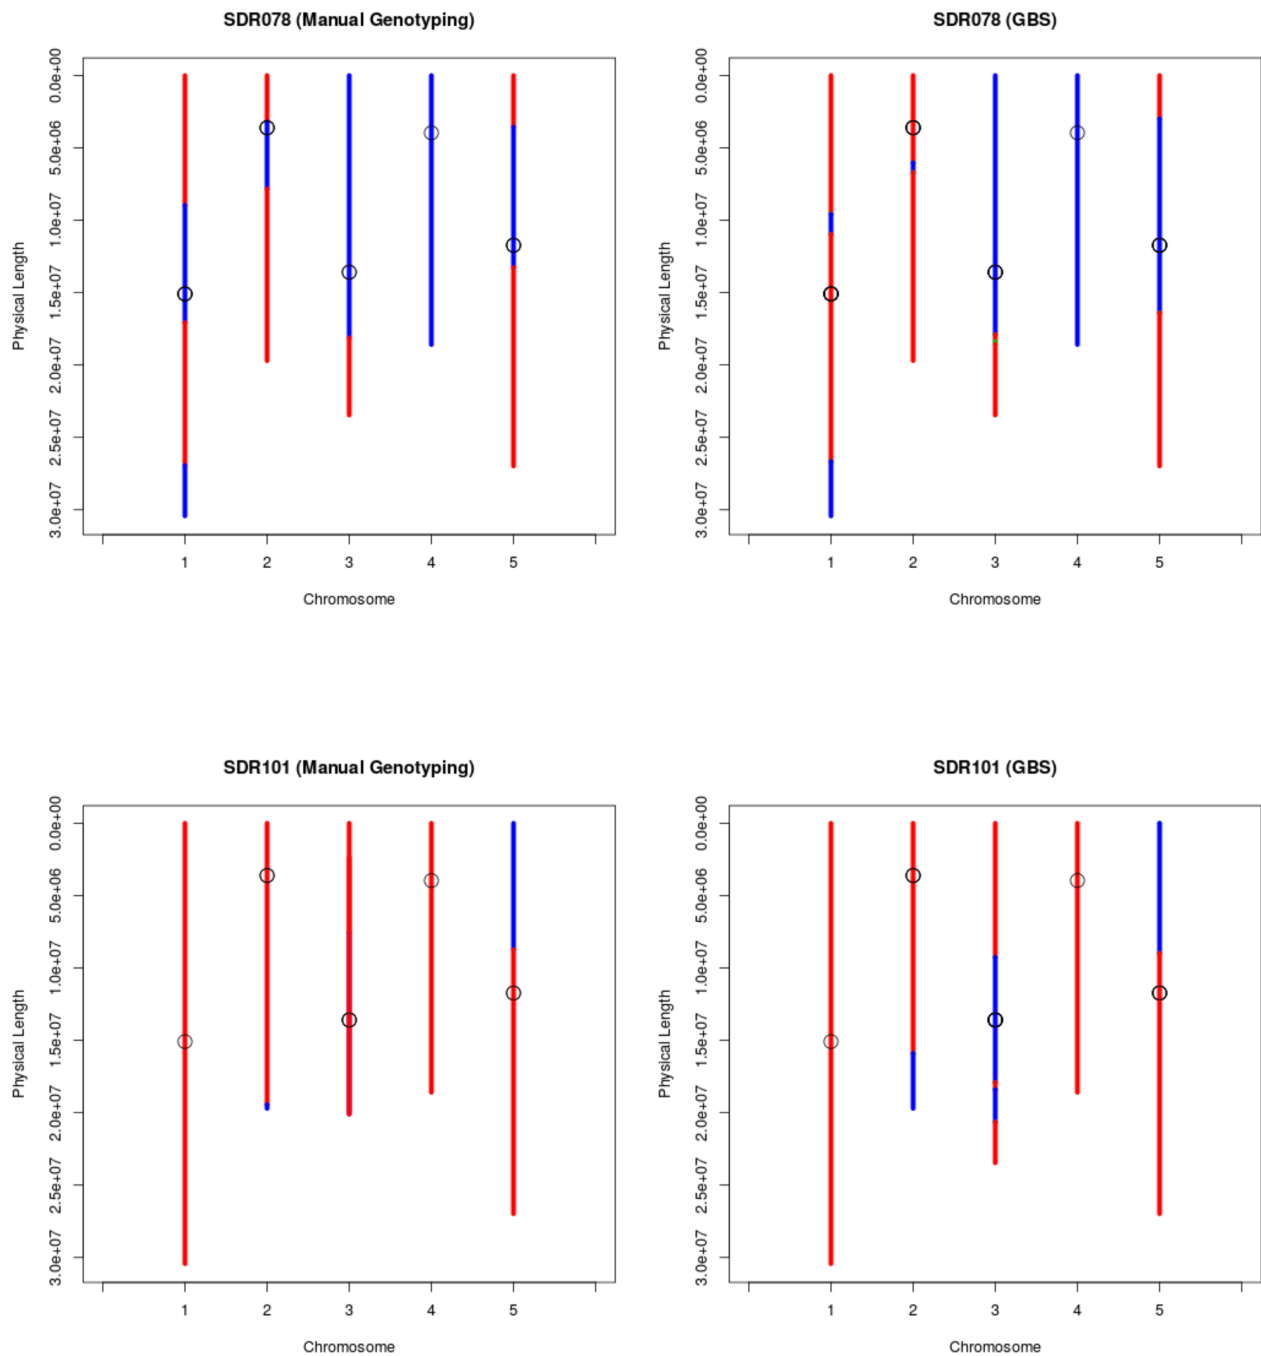 SDR078 (Manual Genotyping)
Physical Length
0.0e+00
5.0e+06
1.0e+07
1.5e+07
2.0e+07
2.5e+07
3.0e+07
1 2 3 4 5
Chromosome
SDR078 (GBS)
Physical Length
0.0e+00
5.0e+06
1.0e+07
1.5e+07
2.0e+07
2.5e+07
3.0e+07
1 2 3 4 5
Chromosome
SDR101 (Manual Genotyping)
Physical Length
0.0e+00
5.0e+06
1.0e+07
1.5e+07
2.0e+07
2.5e+07
3.0e+07
1 2 3 4 5
Chromosome
SDR101 (GBS)
Physical Length
0.0e+00
5.0e+06
1.0e+07
1.5e+07
2.0e+07
2.5e+07
3.0e+07
1 2 3 4 5
Chromosome